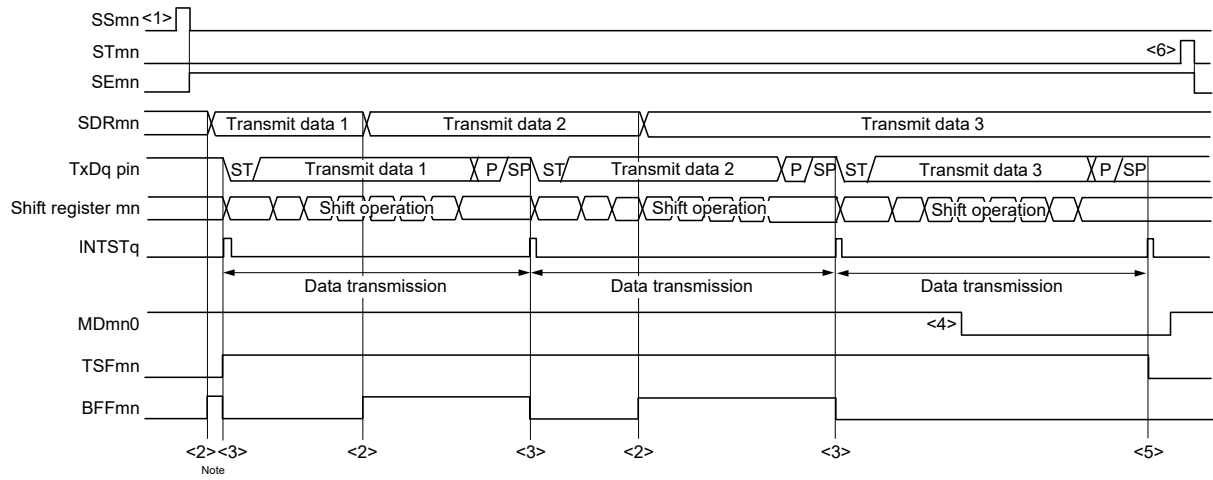 SSmn <1>
STmn <6>
SEmn
SDRmn Transmit data 1 Transmit data 2 Transmit data 3
TxDq pin ST Transmit data 1 P SP ST Transmit data 2 P SP ST Transmit data 3 P SP
Shift register mn Shift operation Shift operation Shift operation
INTSTq
Data transmission Data transmission Data transmission
MDmn0 <4>
TSFmn
BFFmn
<2> <3> <2> <3> <2> <3> <5>
Note